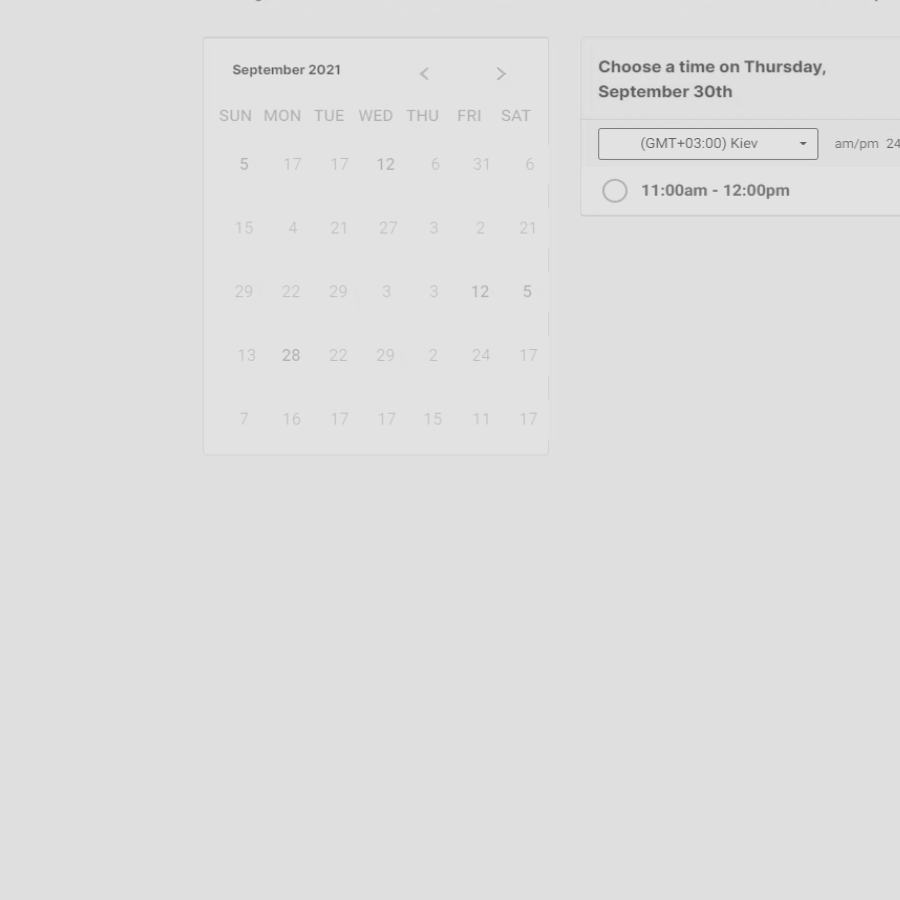 September 2021
SUN MON TUE WED THU FRI SAT
5 17 17 12 6 31 6
15 4 21 27 3 2 21
29 22 29 3 3 12 5
13 28 22 29 2 24 17
7 16 17 17 15 11 17
Choose a time on Thursday,
September 30th
(GMT+03:00) Kiev am/pm 24
11:00am - 12:00pm